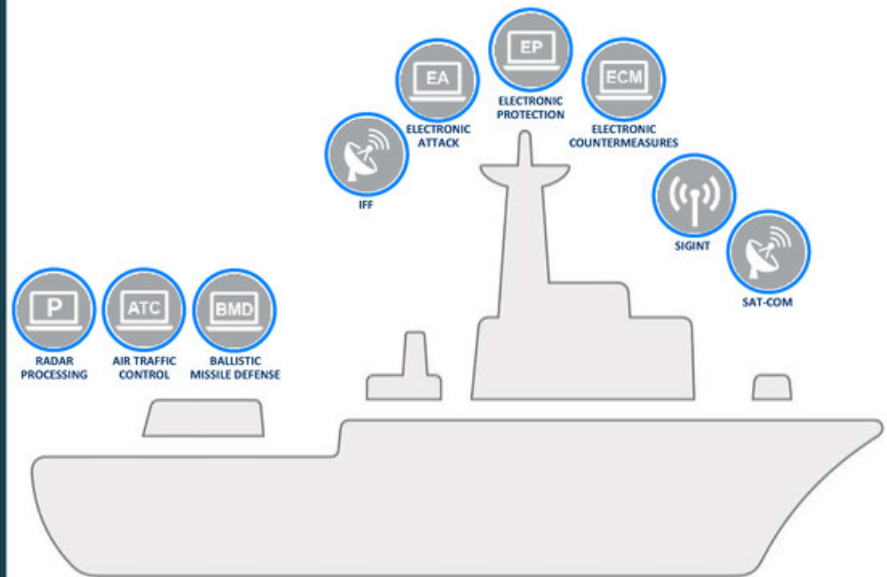 EP
ELECTRONIC
PROTECTION
EA
ELECTRONIC
ATTACK
ECM
ELECTRONIC
COUNTERMEASURES
IFF
SIGINT
SAT-COM
P
RADAR
PROCESSING
ATC
AIR TRAFFIC
CONTROL
BMD
BALLISTIC
MISSILE DEFENSE